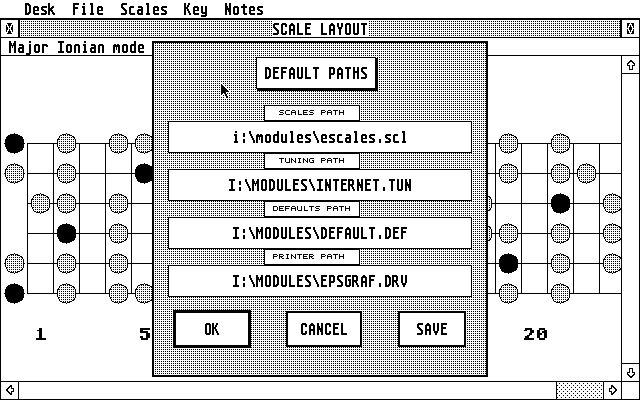 Desk File Scales Key Notes
SCALE LAYOUT
Major Ionian mode
DEFAULT PATHS
SCALES PATH
i:\modules\escales.scl
TUNING PATH
I:\MODULES\INTERNET.TUN
DEFAULTS PATH
I:\MODULES\DEFAULT.DEF
PRINTER PATH
I:\MODULES\EPSGRAF.DRV
OK CANCEL SAVE
1 5 20